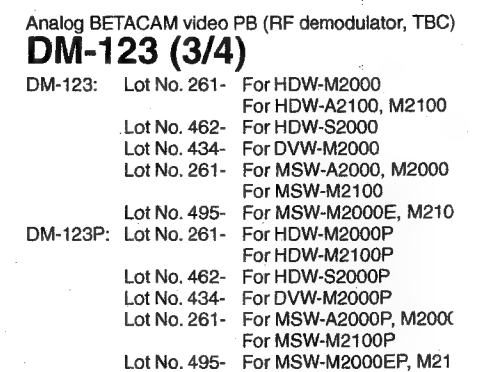 Analog BETACAM video PB (RF demodulator, TBC)
DM-123 (3/4)
DM-123: Lot No. 261- For HDW-M2000
For HDW-A2100, M2100
Lot No. 462- For HDW-S2000
Lot No. 434- For DVW-M2000
Lot No. 261- For MSW-A2000, M2000
For MSW-M2100
Lot No. 495- For MSW-M2000E, M210
DM-123P: Lot No. 261- For HDW-M2000P
For HDW-M2100P
Lot No. 462- For HDW-S2000P
Lot No. 434- For DVW-M2000P
Lot No. 261- For MSW-A2000P, M200
For MSW-M2100P
Lot No. 495- For MSW-M2000EP, M21